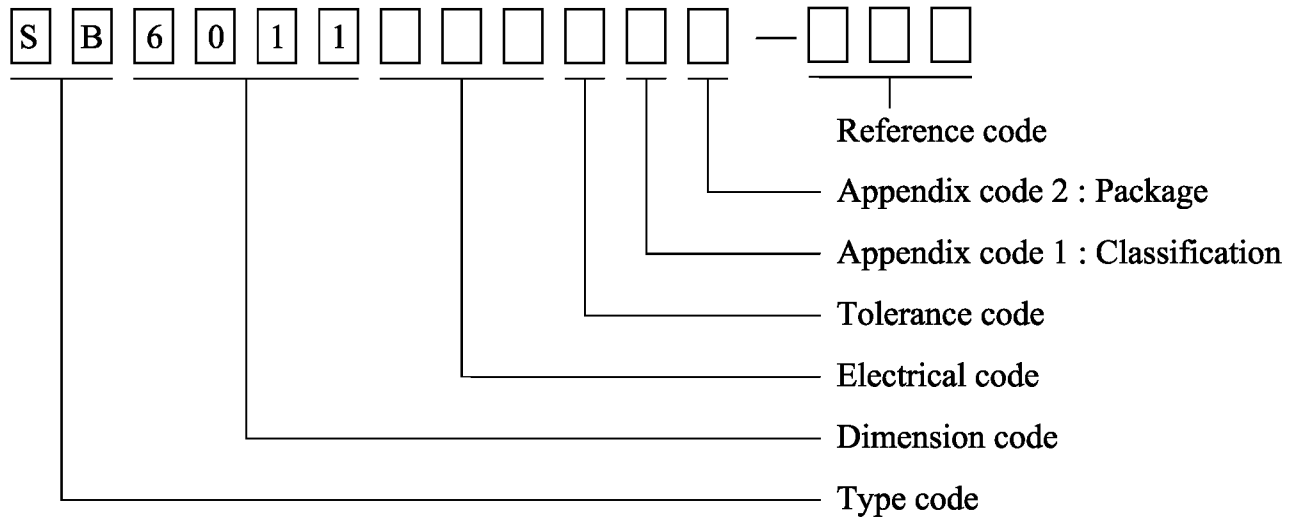 S B 6 0 1 1 —
Reference code
Appendix code 2 : Package
Appendix code 1 : Classification
Tolerance code
Electrical code
Dimension code
Type code